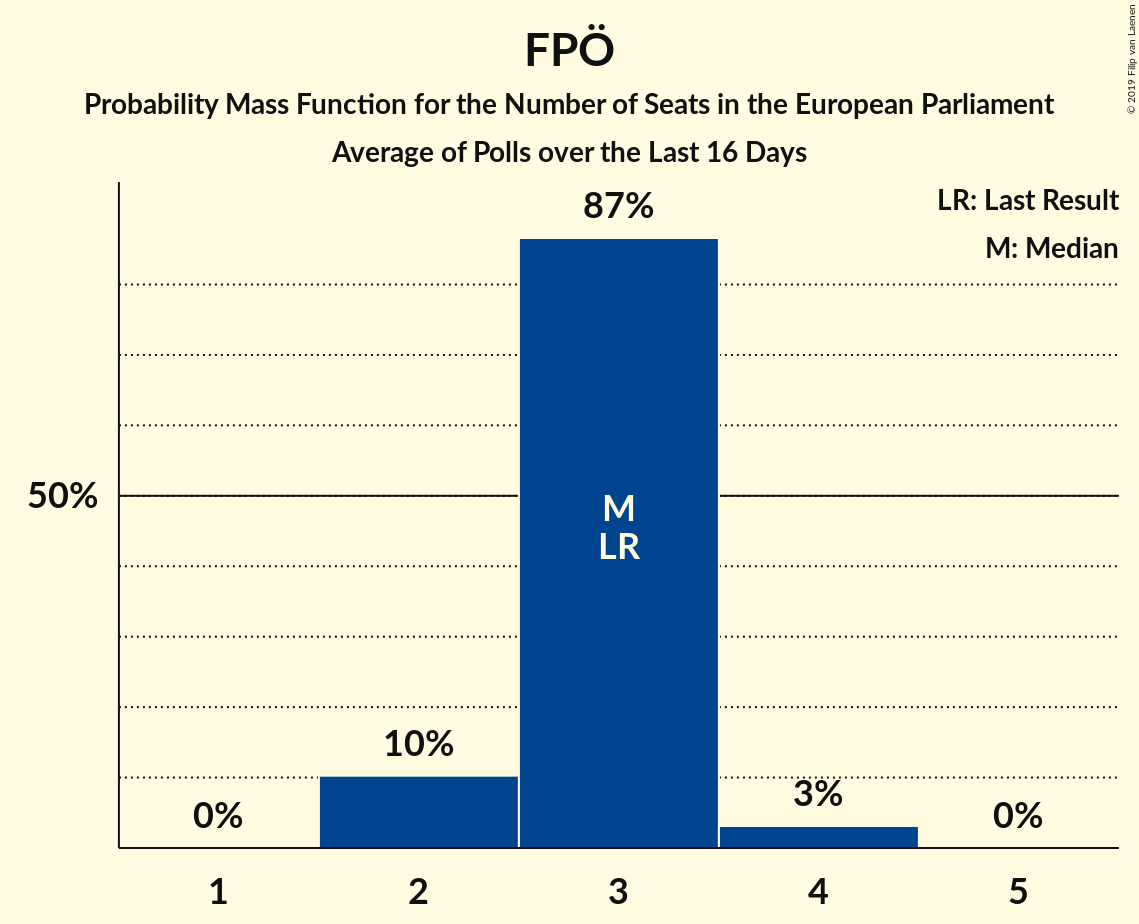 FPÖ
Probability Mass Function for the Number of Seats in the European Parliament
Average of Polls over the Last 16 Days
© 2019 Filip van Laenen
LR: Last Result
M: Median
87%
50%
M
LR
10%
3%
0%
0%
1
2
3
4
5